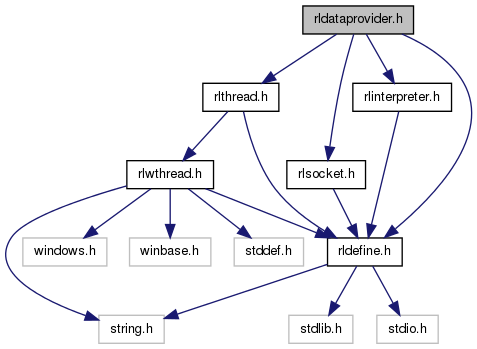 rldataprovider.h
rlthread.h
rlinterpreter.h
rlwthread.h
rlsocket.h
windows.h
winbase.h
stddef.h
rldefine.h
string.h
stdlib.h
stdio.h